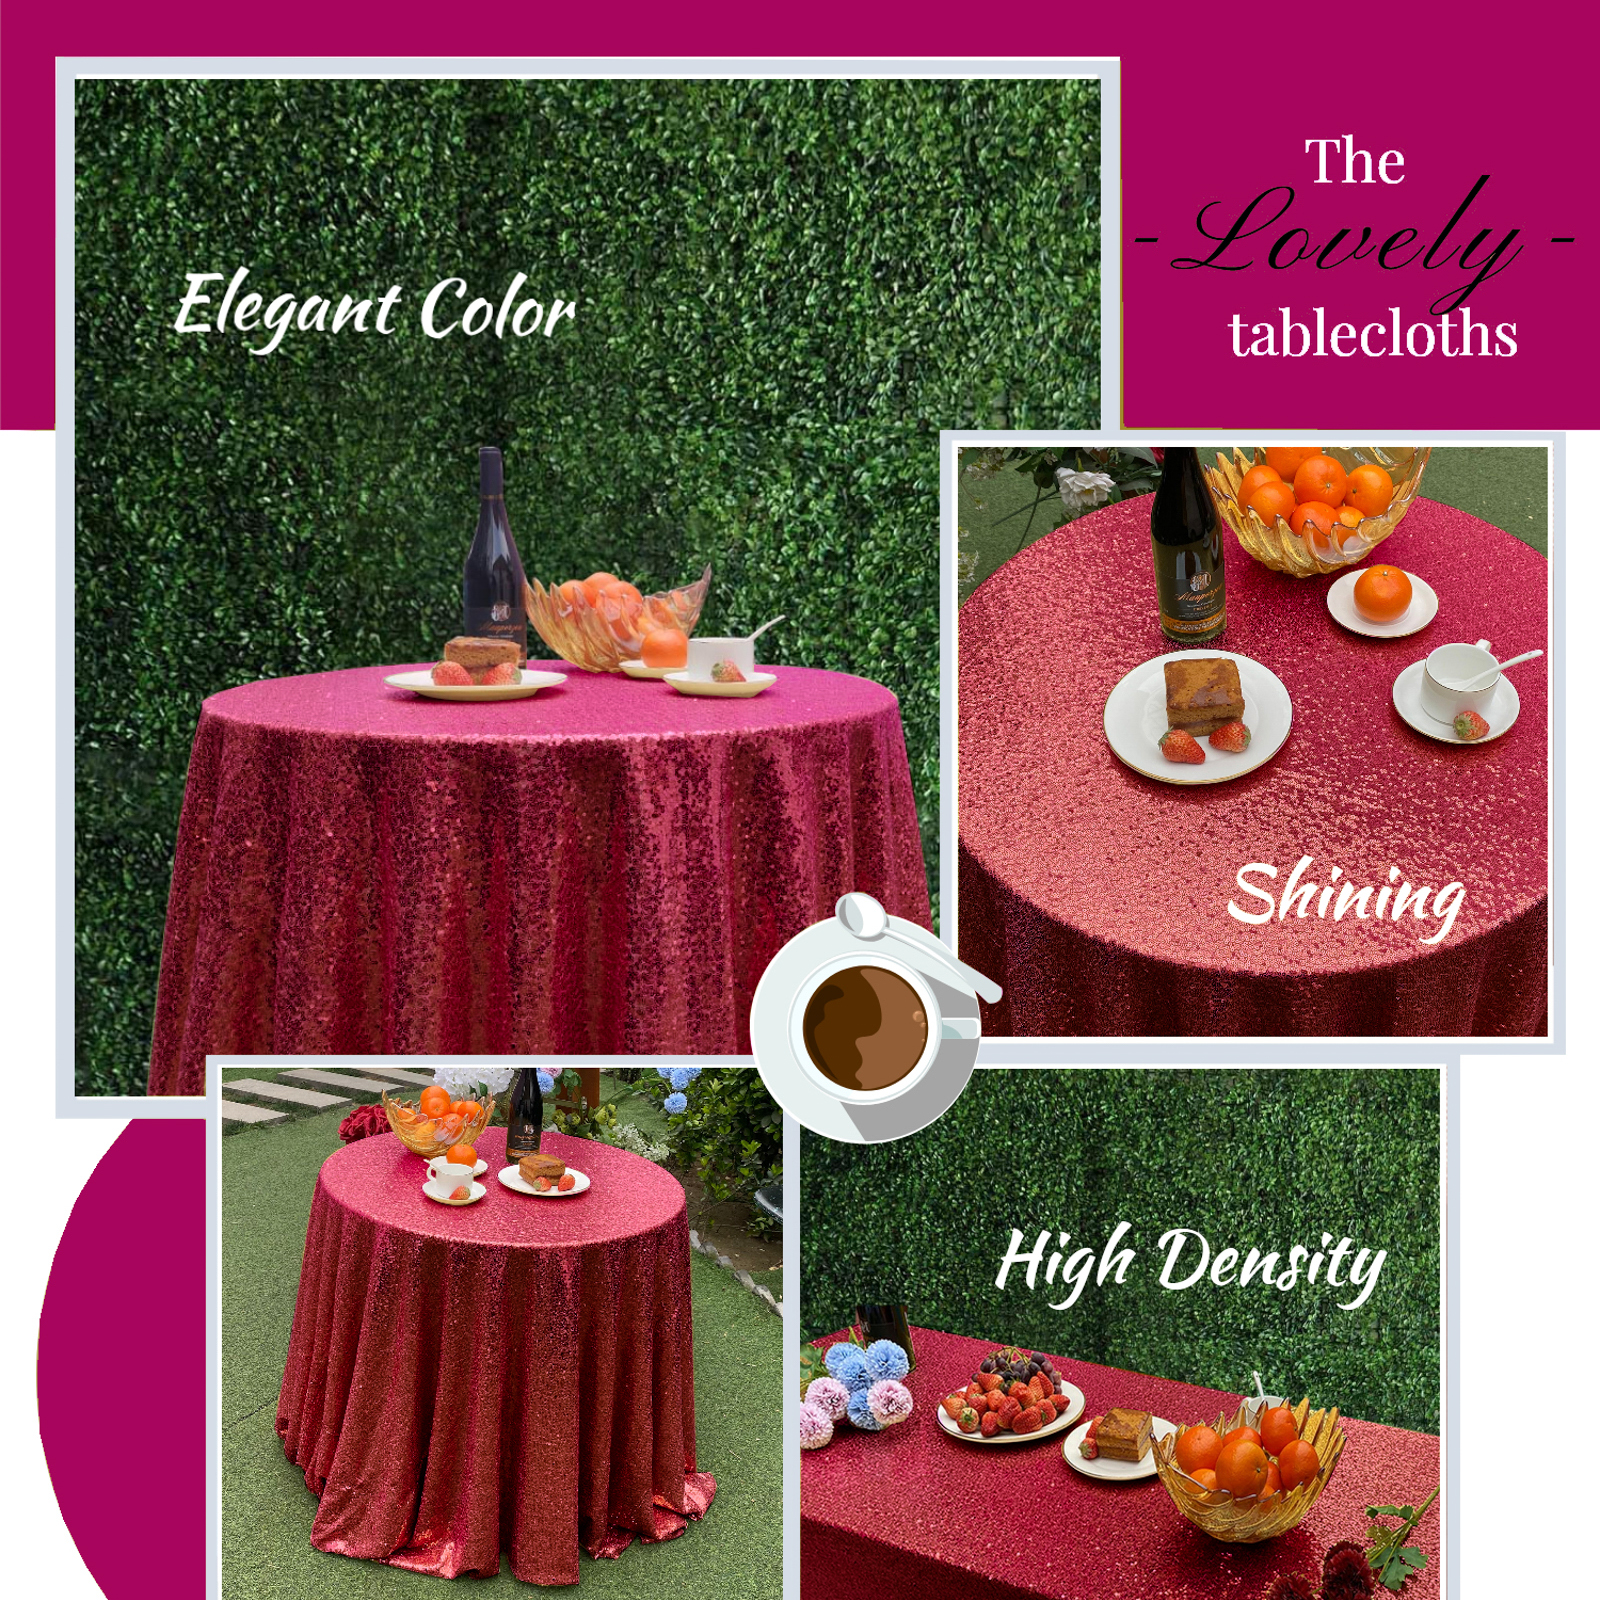 The
- Lovely -
tablecloths
Elegant Color
Shining
High Density